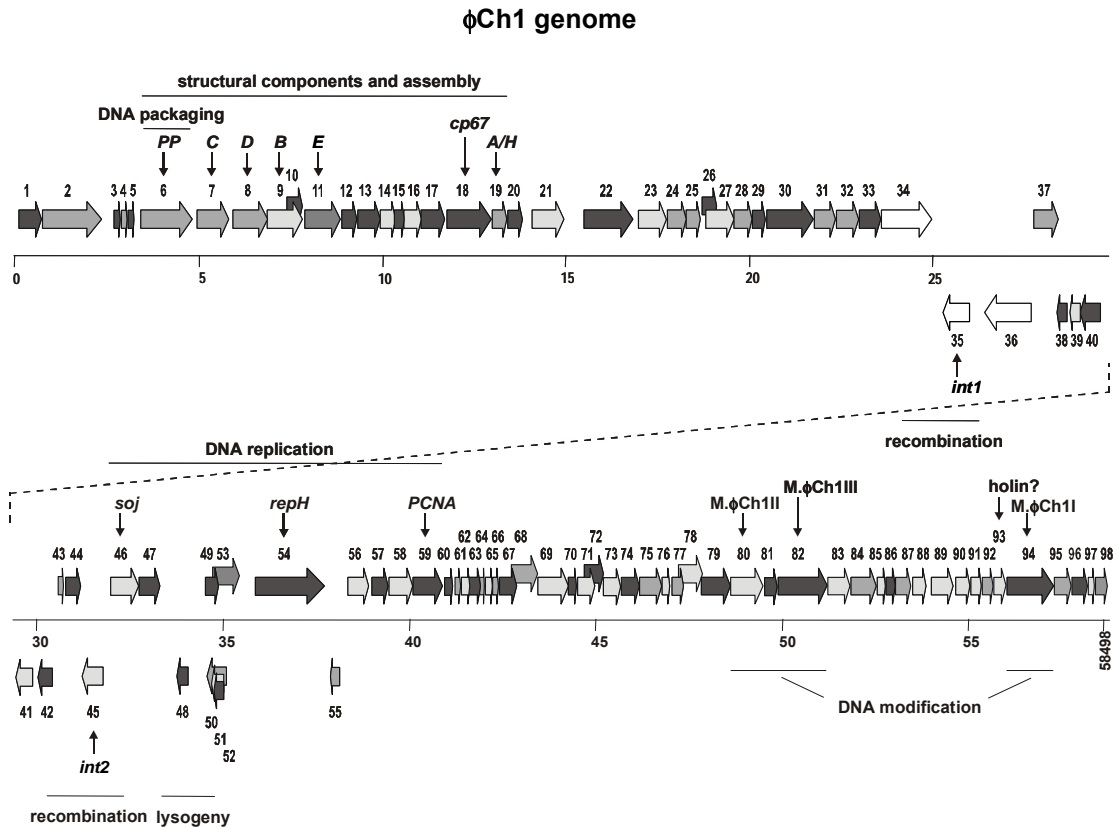 ϕCh1 genome
structural components and assembly
DNA packaging
PP C D B E cp67 A/H
1 2 3 4 5 6 7 8 9 10 11 12 13 14 15 16 17 18 19 20 21 22 23 24 25 26 27 28 29 30 31 32 33 34 37
0 5 10 15 20 25
35 36 38 39 40
int1
recombination
DNA replication
soj repH PCNA M.ϕCh1II M.ϕCh1III holin? M.ϕCh1I
43 44 46 47 49 53 54 56 57 58 59 60 61 62 63 64 65 66 67 68 69 70 71 72 73 74 75 76 77 78 79 80 81 82 83 84 85 86 87 88 89 90 91 92 93 94 95 96 97 98
30 35 40 45 50 55 58498
41 42 45 48 50 51 52 55
int2
DNA modification
recombination lysogeny